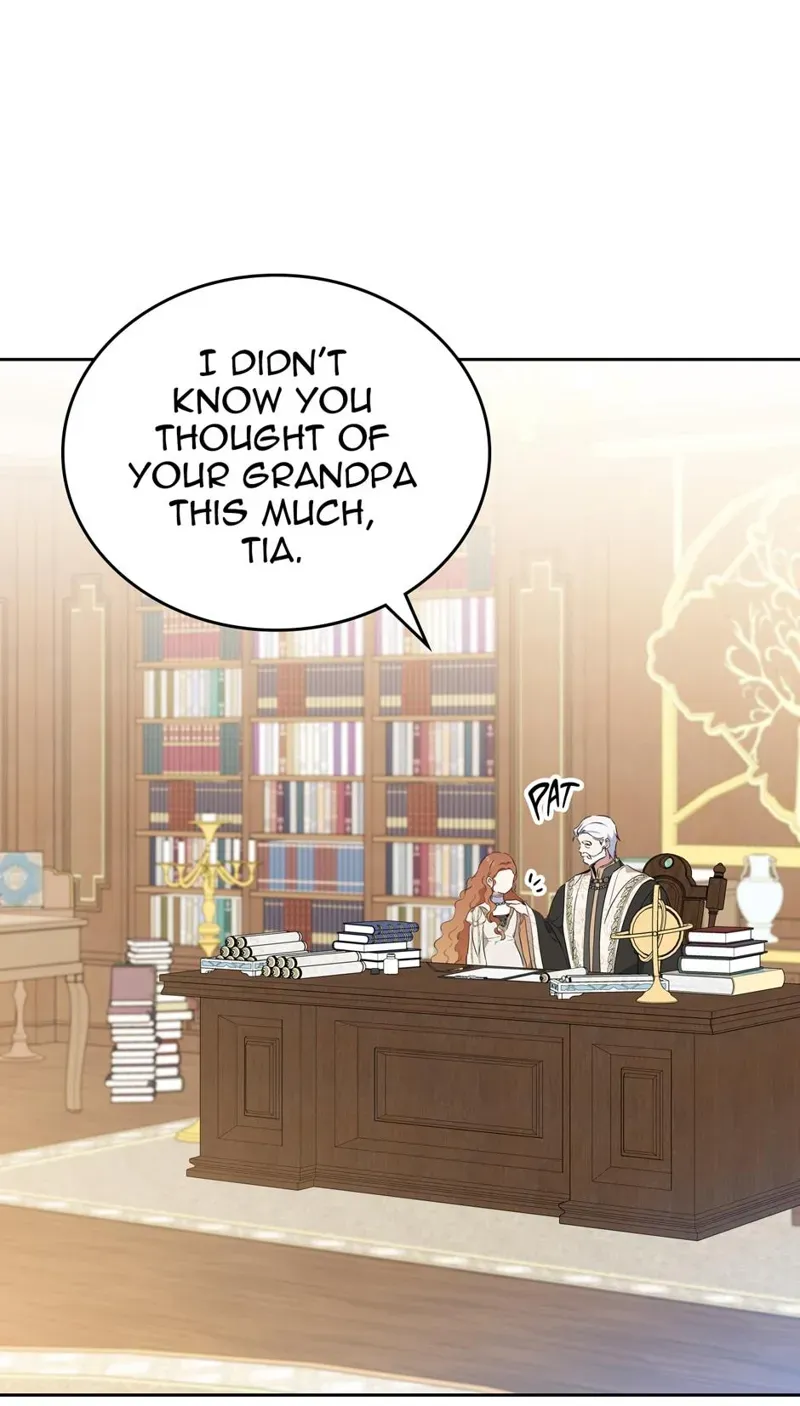 I DIDN'T
KNOW YOU
THOUGHT OF
YOUR GRANDPA
THIS MUCH,
TIA.
PAT